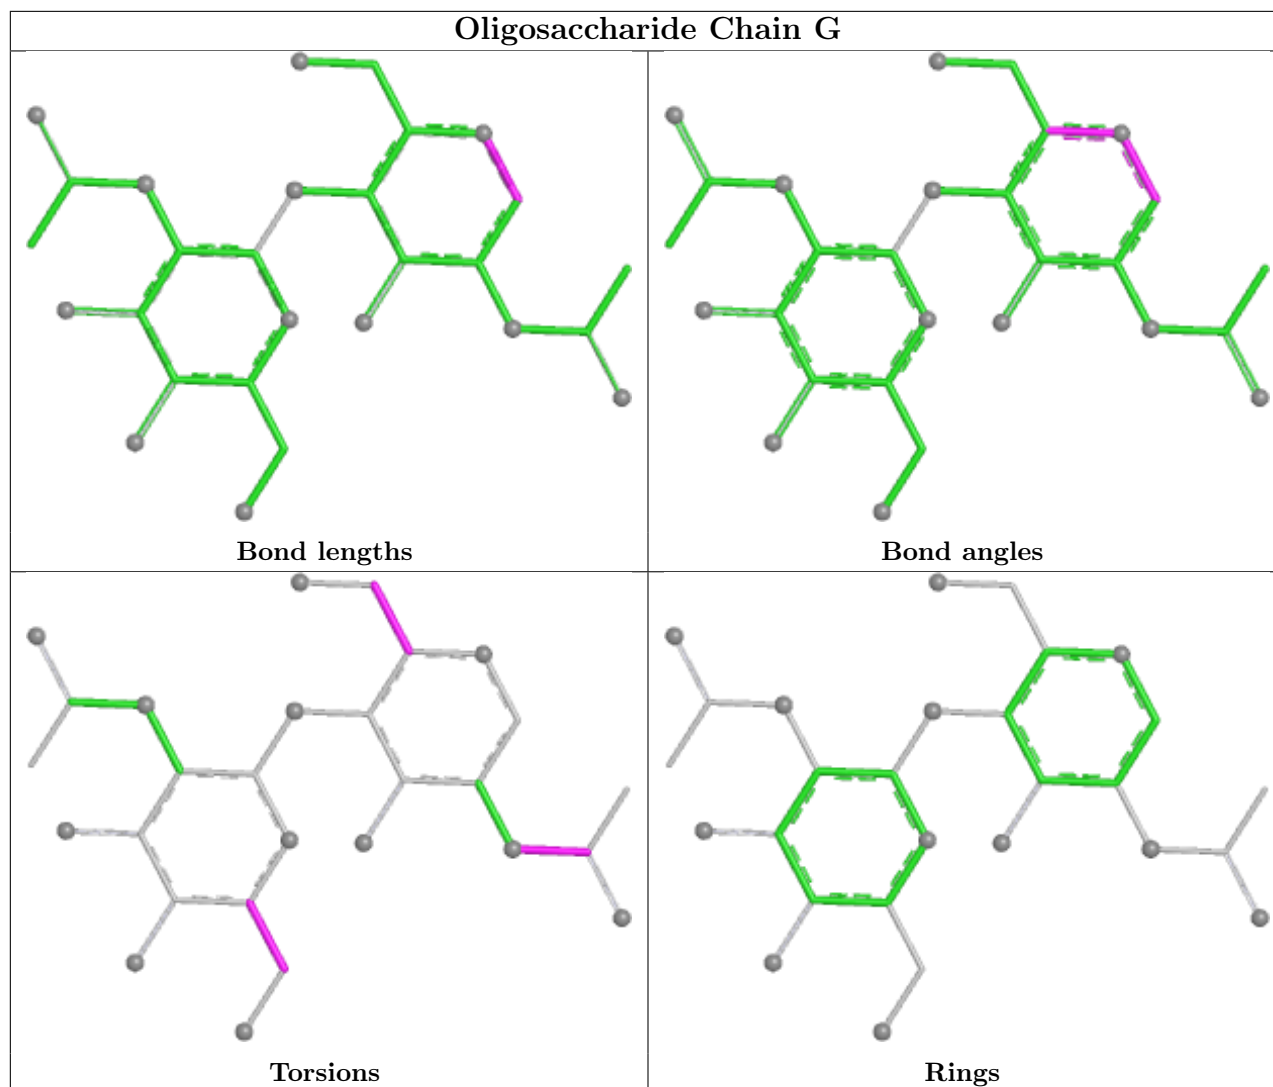 Oligosaccharide Chain G
Bond lengths
Bond angles
Torsions
Rings